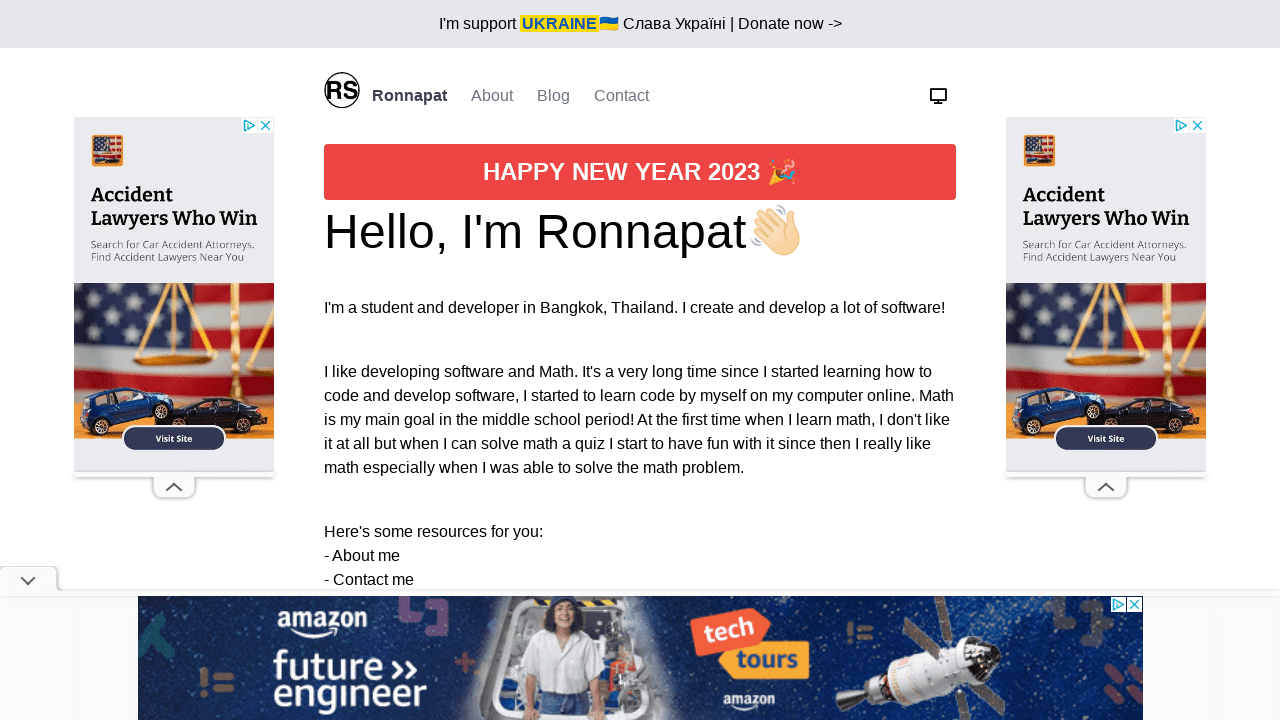 I'm support UKRAINE🇺🇦 Слава Україні | Donate now ->
RS Ronnapat About Blog Contact
HAPPY NEW YEAR 2023 🎉
Hello, I'm Ronnapat👋🏻
I'm a student and developer in Bangkok, Thailand. I create and develop a lot of software!
I like developing software and Math. It's a very long time since I started learning how to
code and develop software, I started to learn code by myself on my computer online. Math
is my main goal in the middle school period! At the first time when I learn math, I don't like
it at all but when I can solve math a quiz I start to have fun with it since then I really like
math especially when I was able to solve the math problem.
Here's some resources for you:
- About me
- Contact me
Accident
Lawyers Who Win
Search for Car Accident Attorneys.
Find Accident Lawyers Near You
Visit Site
Accident
Lawyers Who Win
Search for Car Accident Attorneys.
Find Accident Lawyers Near You
Visit Site
amazon
future >>
engineer
tech
tours
amazon